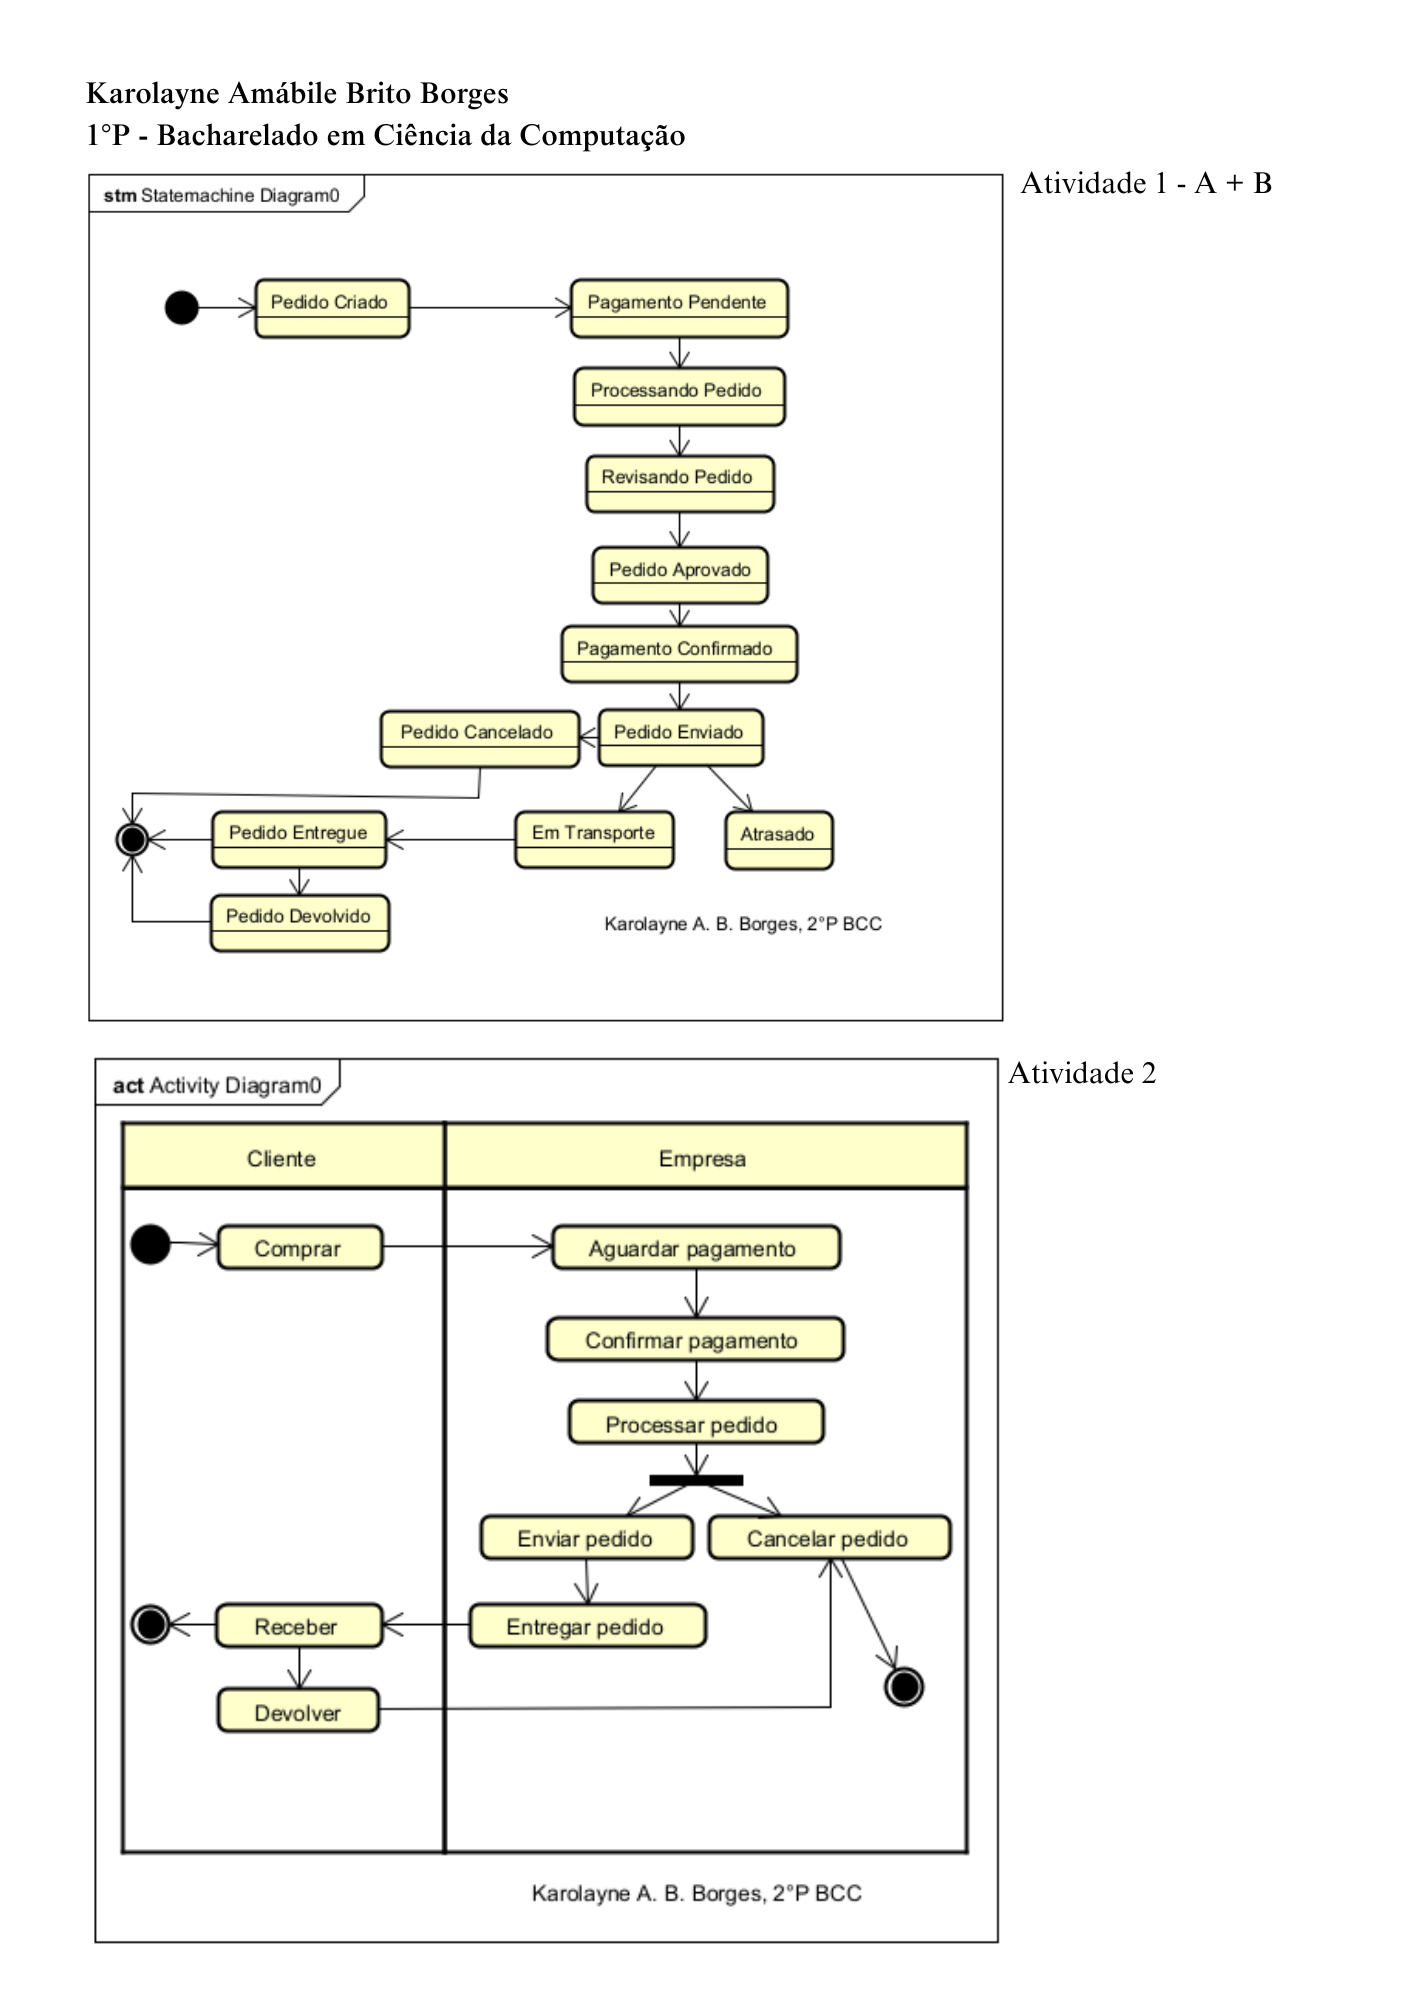 Karolayne Amábile Brito Borges
1°P - Bacharelado em Ciência da Computação
Atividade 1 - A + B
stm Statemachine Diagram0
Pedido Criado
Pagamento Pendente
Processando Pedido
Revisando Pedido
Pedido Aprovado
Pagamento Confirmado
Pedido Cancelado
Pedido Enviado
Pedido Entregue
Em Transporte
Atrasado
Pedido Devolvido
Karolayne A. B. Borges, 2°P BCC
Atividade 2
act Activity Diagram0
Cliente
Empresa
Comprar
Aguardar pagamento
Confirmar pagamento
Processar pedido
Enviar pedido
Cancelar pedido
Receber
Entregar pedido
Devolver
Karolayne A. B. Borges, 2°P BCC